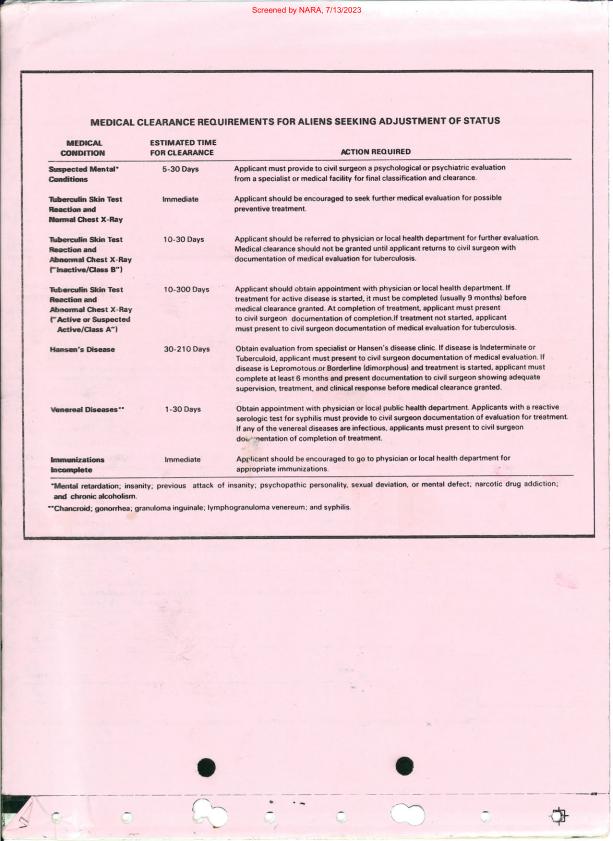 Screened by NARA, 7/13/2023
MEDICAL CLEARANCE REQUIREMENTS FOR ALIENS SEEKING ADJUSTMENT OF STATUS
MEDICAL CONDITION
ESTIMATED TIME FOR CLEARANCE
ACTION REQUIRED
Suspected Mental*
Conditions
5-30 Days
Applicant must provide to civil surgeon a psychological or psychiatric evaluation
from a specialist or medical facility for final classification and clearance.
Tuberculin Skin Test
Reaction and
Normal Chest X-Ray
Immediate
Applicant should be encouraged to seek further medical evaluation for possible
preventive treatment.
Tuberculin Skin Test
Reaction and
Abnormal Chest X-Ray
("Inactive/Class B")
10-30 Days
Applicant should be referred to physician or local health department for further evaluation.
Medical clearance should not be granted until applicant returns to civil surgeon with
documentation of medical evaluation for tuberculosis.
Tuberculin Skin Test
Reaction and
Abnormal Chest X-Ray
("Active or Suspected
Active/Class A")
10-300 Days
Applicant should obtain appointment with physician or local health department. If
treatment for active disease is started, it must be completed (usually 9 months) before
medical clearance granted. At completion of treatment, applicant must present
to civil surgeon documentation of completion.If treatment not started, applicant
must present to civil surgeon documentation of medical evaluation for tuberculosis.
Hansen's Disease
30-210 Days
Obtain evaluation from specialist or Hansen's disease clinic. If disease is Indeterminate or
Tuberculoid, applicant must present to civil surgeon documentation of medical evaluation. If
disease is Lepromotous or Borderline (dimorphous) and treatment is started, applicant must
complete at least 6 months and present documentation to civil surgeon showing adequate
supervision, treatment, and clinical response before medical clearance granted.
Venereal Diseases**
1-30 Days
Obtain appointment with physician or local public health department. Applicants with a reactive
serologic test for syphilis must provide to civil surgeon documentation of evaluation for treatment.
If any of the venereal diseases are infectious, applicants must present to civil surgeon
documentation of completion of treatment.
Immunizations
Incomplete
Immediate
Applicant should be encouraged to go to physician or local health department for
appropriate immunizations.
*Mental retardation; insanity; previous attack of insanity; psychopathic personality, sexual deviation, or mental defect; narcotic drug addiction;
and chronic alcoholism.
**Chancroid; gonorrhea; granuloma inguinale; lymphogranuloma venereum; and syphilis.